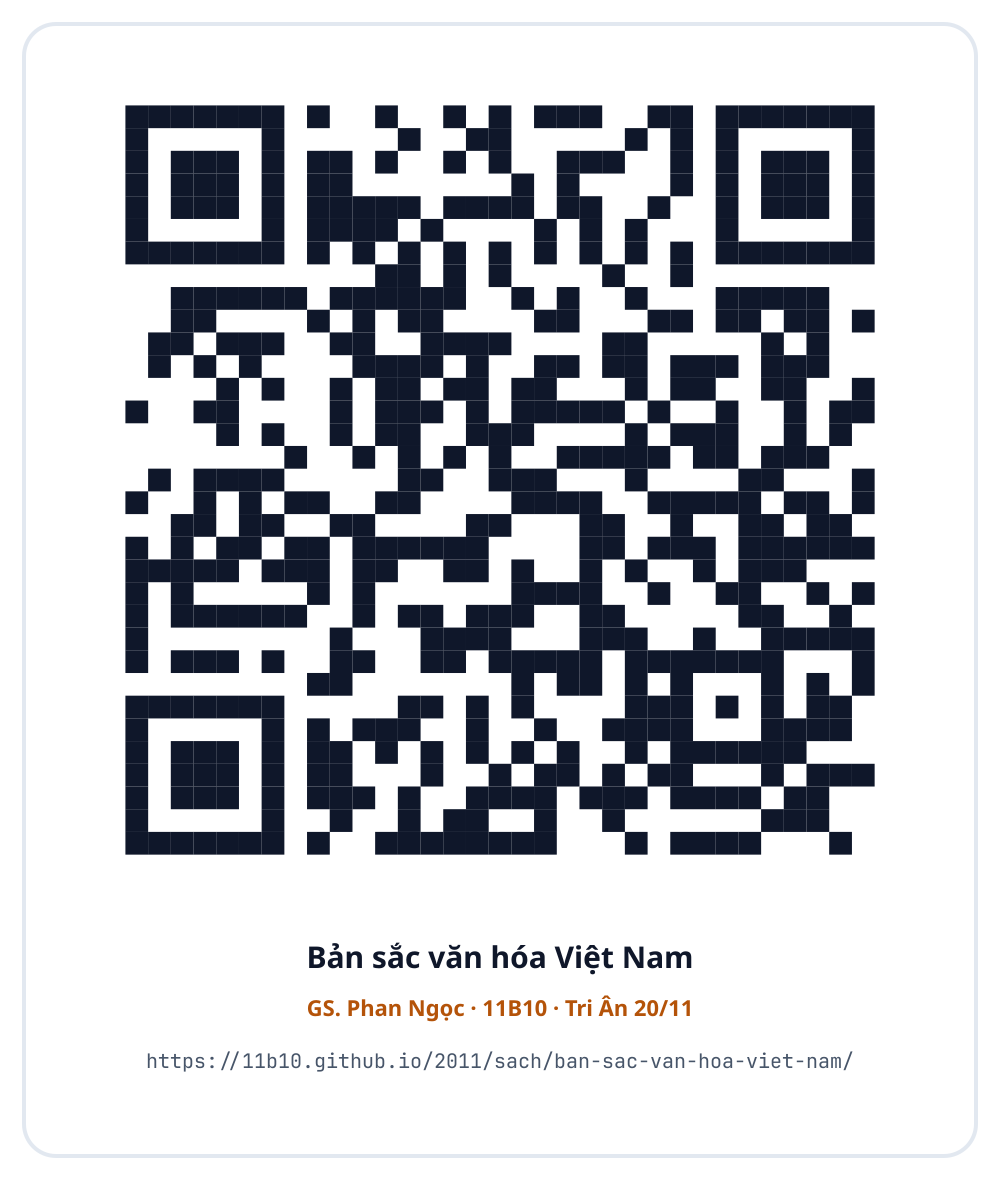 Bản sắc văn hóa Việt Nam
GS. Phan Ngọc · 11B10 · Tri Ân 20/11
https://11b10.github.io/2011/sach/ban-sac-van-hoa-viet-nam/